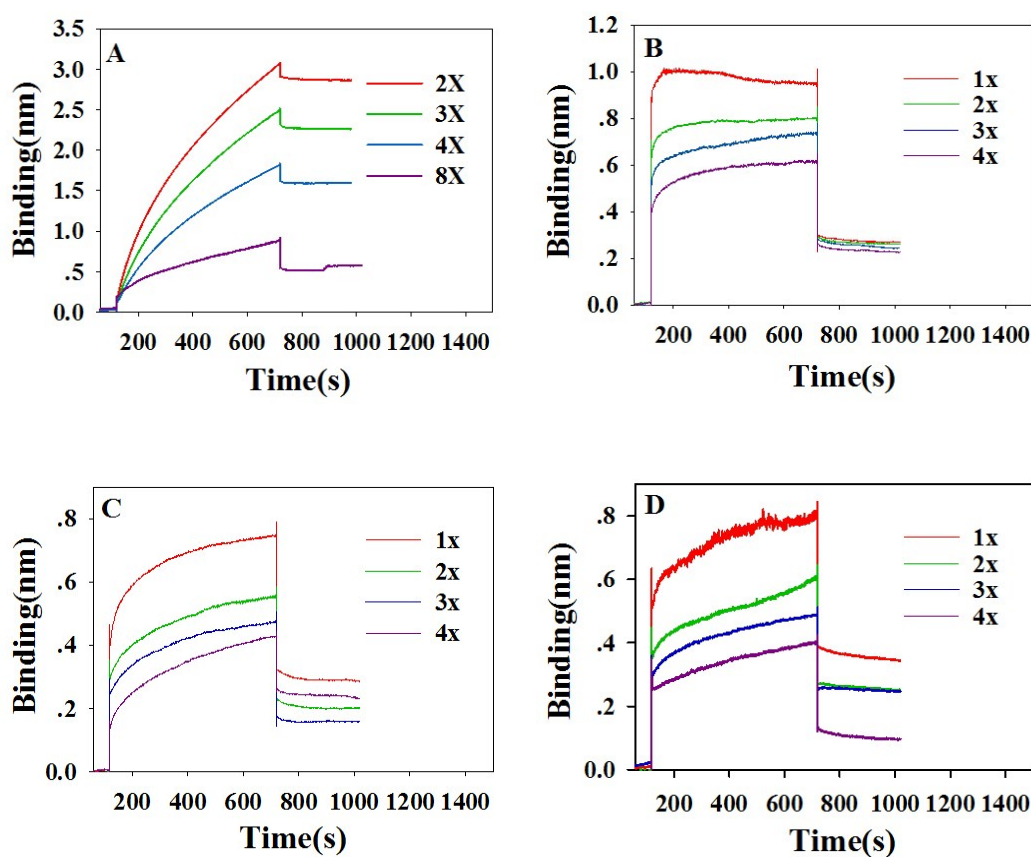 A
3.5
3.0
2.5
2.0
1.5
1.0
.5
0.0
Binding(nm)
2X
3X
4X
8X
200 400 600 800 1000 1400
Time(s)
B
1.2
1.0
.8
.6
.4
.2
0.0
Binding(nm)
1x
2x
3x
4x
200 400 600 800 1000 1200 1400
Time(s)
C
.8
.6
.4
.2
0.0
Binding(nm)
1x
2x
3x
4x
200 400 600 800 1000 1400
Time(s)
D
.8
.6
.4
.2
0.0
Binding(nm)
1x
2x
3x
4x
200 400 600 800 1000 1400
Time(s)